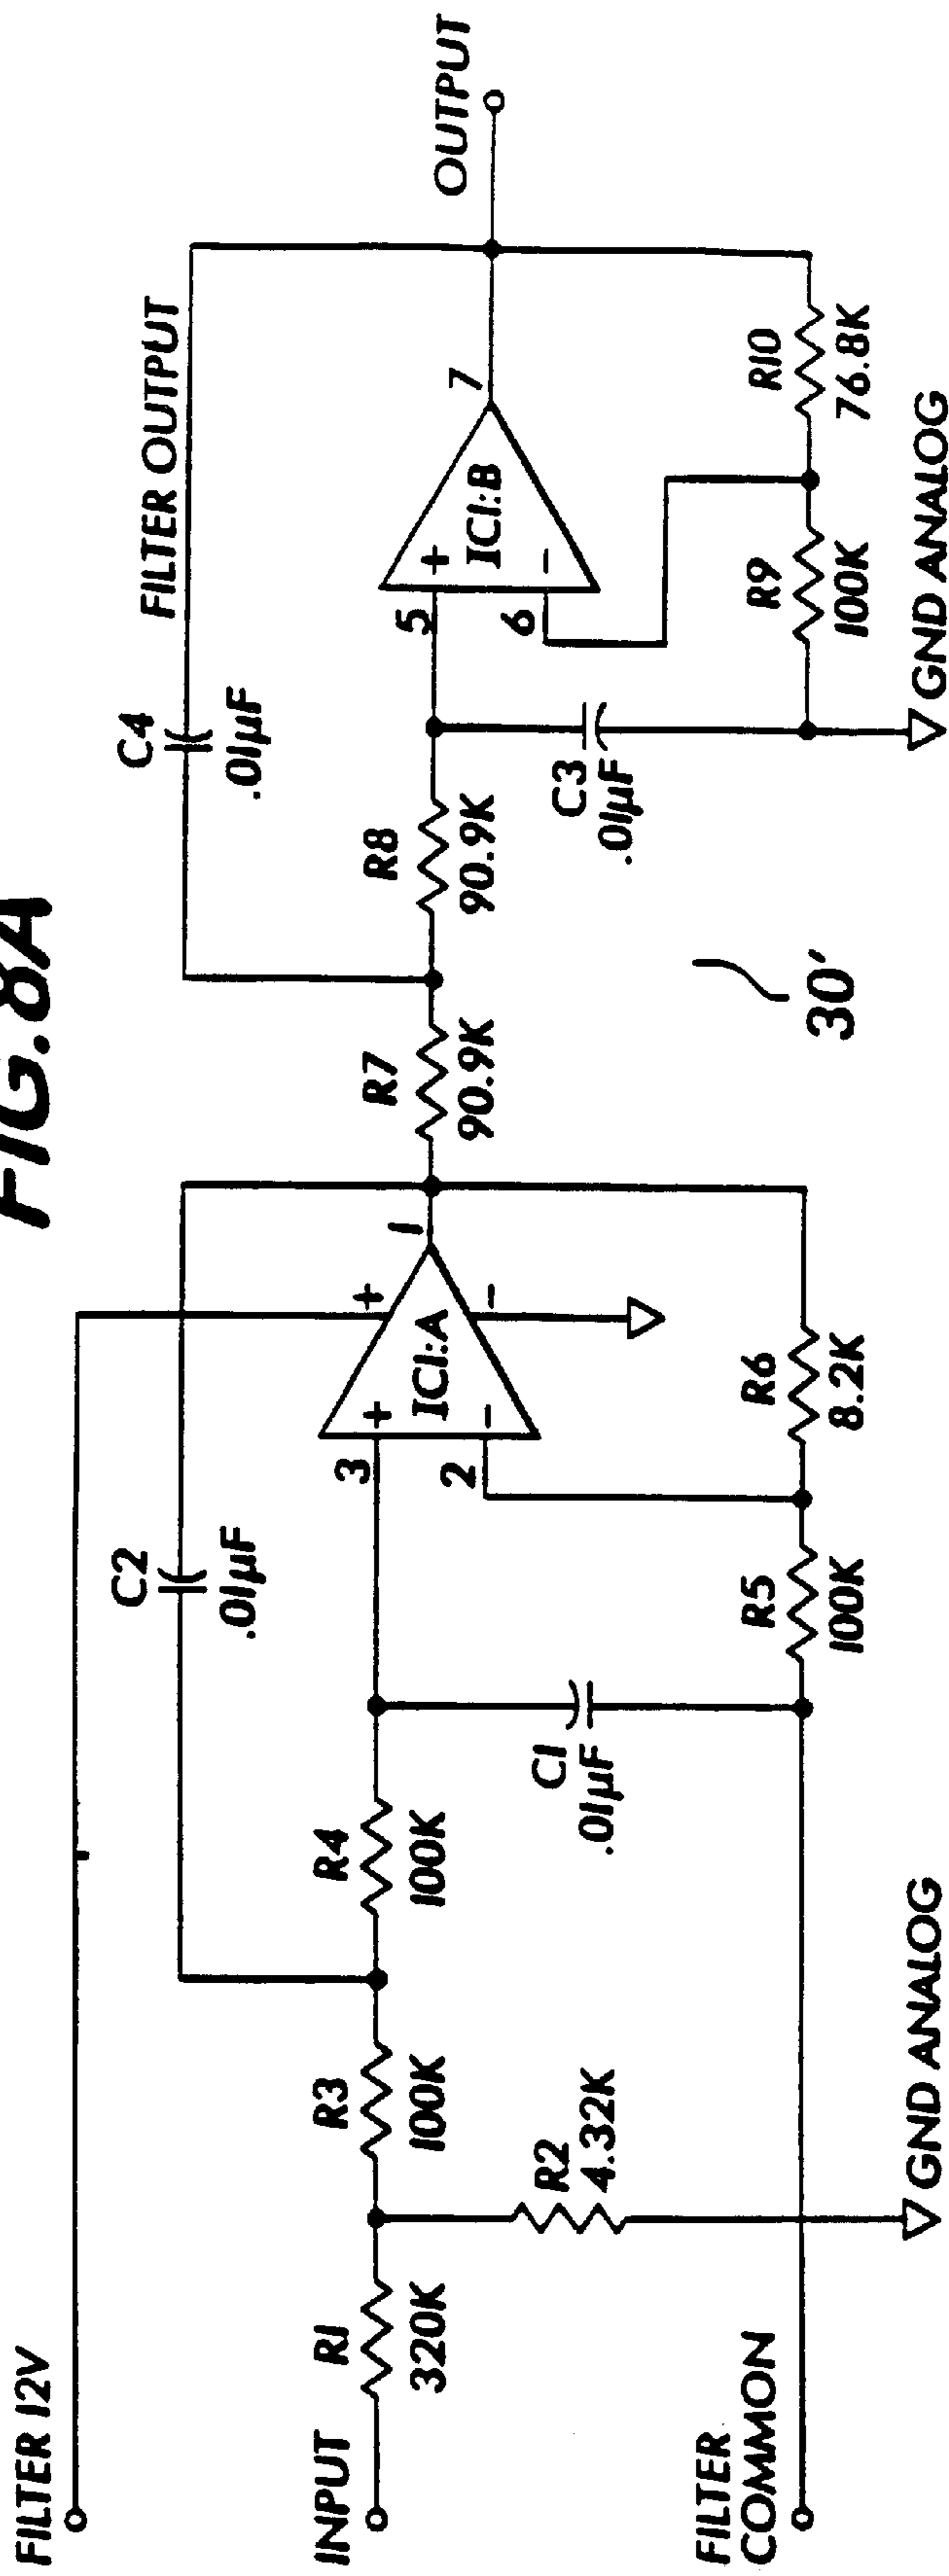 FIG.8A
FILTER 12V
INPUT
R1
320K
R3
100K
R2
4.32K
GND ANALOG
FILTER
COMMON
R4
100K
C2
.01µF
C1
.01µF
3
2
+
-
IC1:A
+
-
1
R5
100K
R6
8.2K
R7
90.9K
R8
90.9K
C4
.01µF
FILTER OUTPUT
C3
.01µF
5
6
+
-
IC1:B
7
R9
100K
R10
76.8K
GND ANALOG
OUTPUT
30'